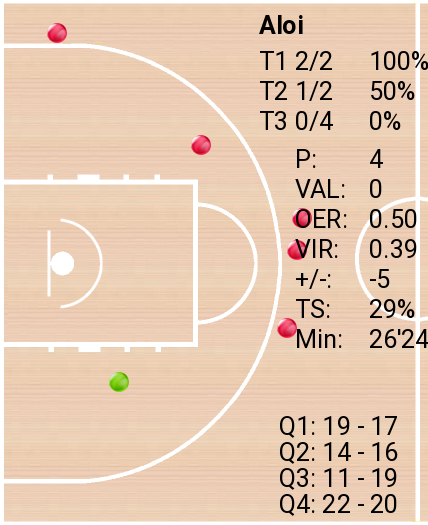 Aloi
T1 2/2 100%
T2 1/2 50%
T3 0/4 0%
P: 4
VAL: 0
OER: 0.50
VIR: 0.39
+/-: -5
TS: 29%
Min: 26'24
Q1: 19 - 17
Q2: 14 - 16
Q3: 11 - 19
Q4: 22 - 20